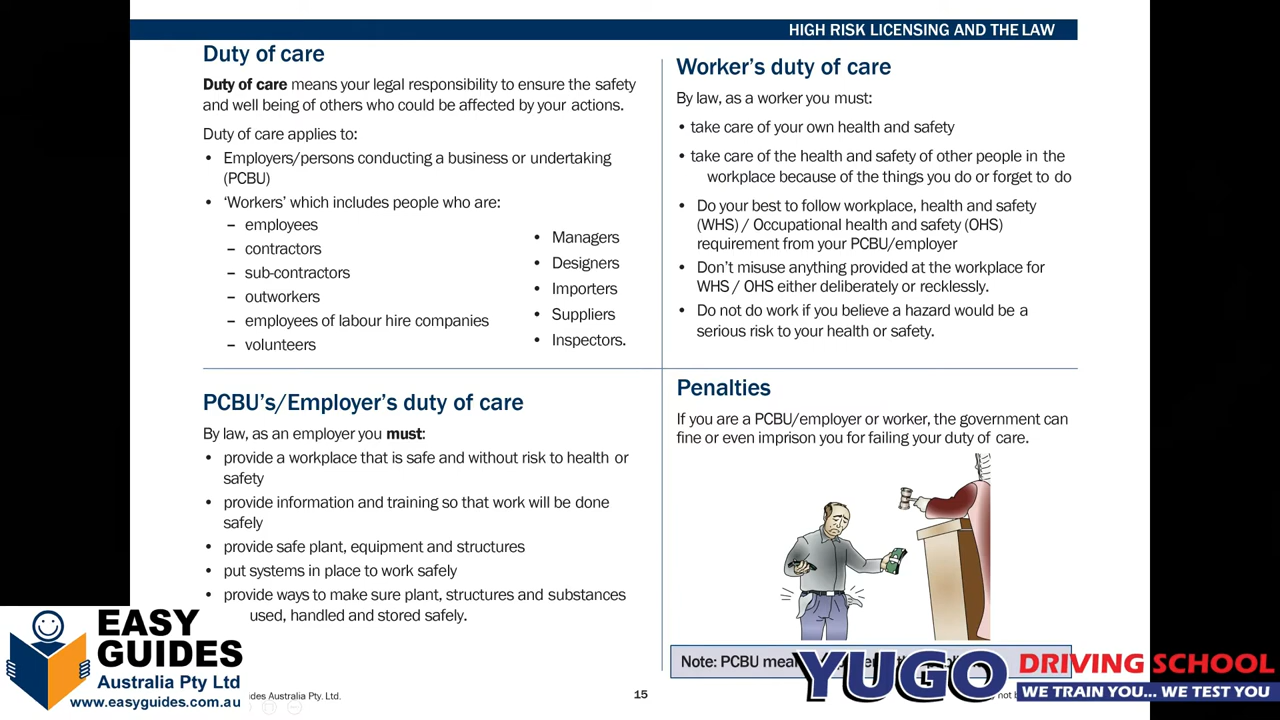 HIGH RISK LICENSING AND THE LAW
Duty of care
Duty of care means your legal responsibility to ensure the safety
and well being of others who could be affected by your actions.
Duty of care applies to:
• Employers/persons conducting a business or undertaking
(PCBU)
• ‘Workers’ which includes people who are:
– employees
– contractors
– sub-contractors
– outworkers
– employees of labour hire companies
– volunteers
• Managers
• Designers
• Importers
• Suppliers
• Inspectors.
Worker’s duty of care
By law, as a worker you must:
• take care of your own health and safety
• take care of the health and safety of other people in the
workplace because of the things you do or forget to do
• Do your best to follow workplace, health and safety
(WHS) / Occupational health and safety (OHS)
requirement from your PCBU/employer
• Don’t misuse anything provided at the workplace for
WHS / OHS either deliberately or recklessly.
• Do not do work if you believe a hazard would be a
serious risk to your health or safety.
PCBU’s/Employer’s duty of care
By law, as an employer you must:
• provide a workplace that is safe and without risk to health or
safety
• provide information and training so that work will be done
safely
• provide safe plant, equipment and structures
• put systems in place to work safely
• provide ways to make sure plant, structures and substances
used, handled and stored safely.
Penalties
If you are a PCBU/employer or worker, the government can
fine or even imprison you for failing your duty of care.
Note: PCBU
EASY
GUIDES
Australia Pty Ltd
www.easyguides.com.au
Australia Pty. Ltd.
15
YUGO
DRIVING SCHOOL
WE TRAIN YOU... WE TEST YOU